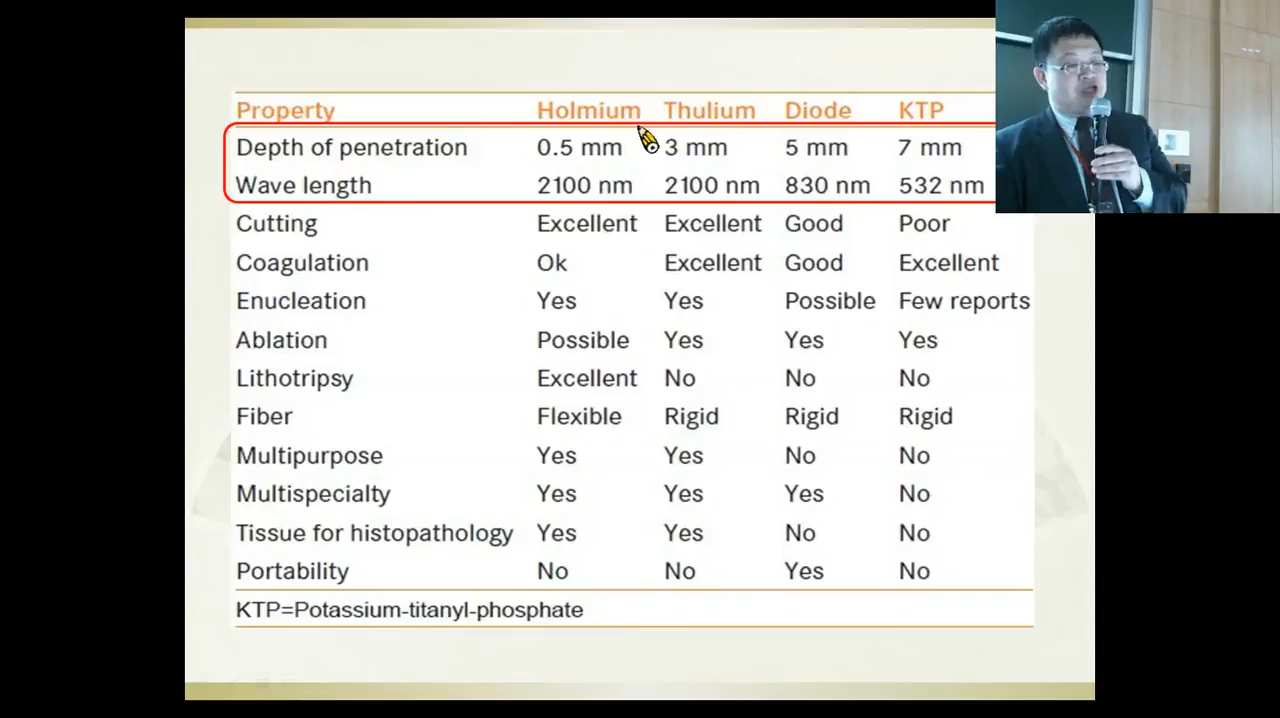 Property Holmium Thulium Diode KTP
Depth of penetration 0.5 mm 3 mm 5 mm 7 mm
Wave length 2100 nm 2100 nm 830 nm 532 nm
Cutting Excellent Excellent Good Poor
Coagulation Ok Excellent Good Excellent
Enucleation Yes Yes Possible Few reports
Ablation Possible Yes Yes Yes
Lithotripsy Excellent No No No
Fiber Flexible Rigid Rigid Rigid
Multipurpose Yes Yes No No
Multispecialty Yes Yes Yes No
Tissue for histopathology Yes Yes No No
Portability No No Yes No
KTP=Potassium-titanyl-phosphate